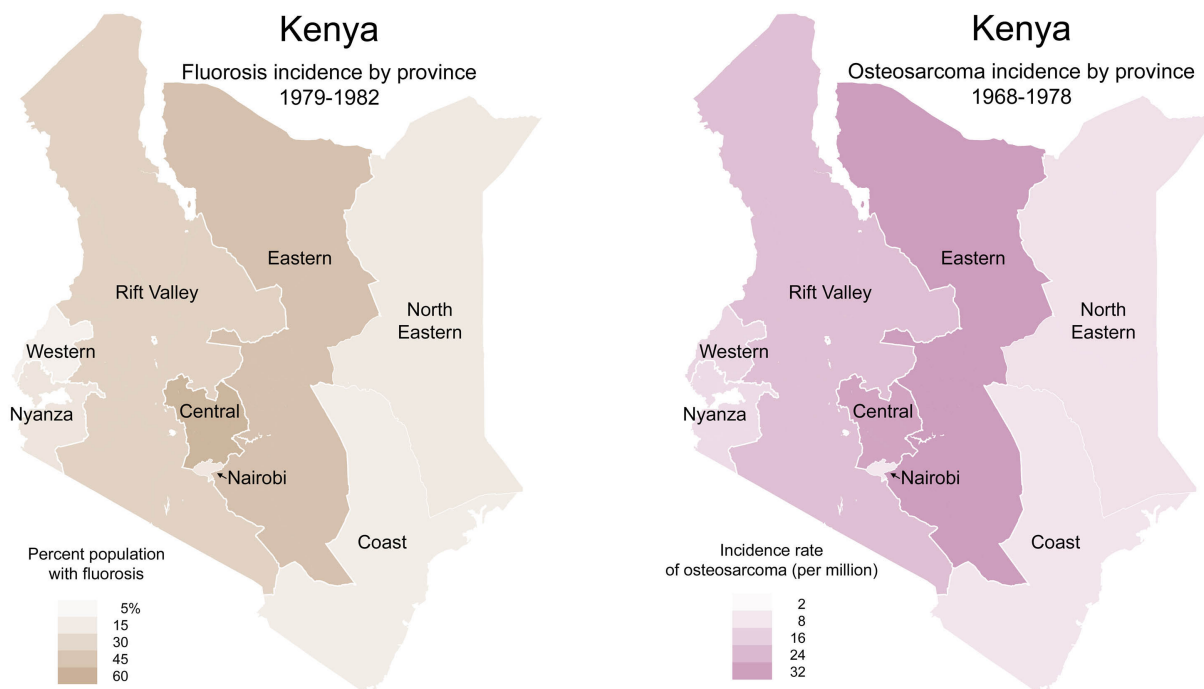 Kenya
Fluorosis incidence by province
1979-1982
Eastern
Rift Valley
North
Eastern
Western
Central
Nyanza
Nairobi
Coast
Percent population
with fluorosis
5%
15
30
45
60
Kenya
Osteosarcoma incidence by province
1968-1978
Eastern
Rift Valley
North
Eastern
Western
Central
Nyanza
Nairobi
Coast
Incidence rate
of osteosarcoma (per million)
2
8
16
24
32